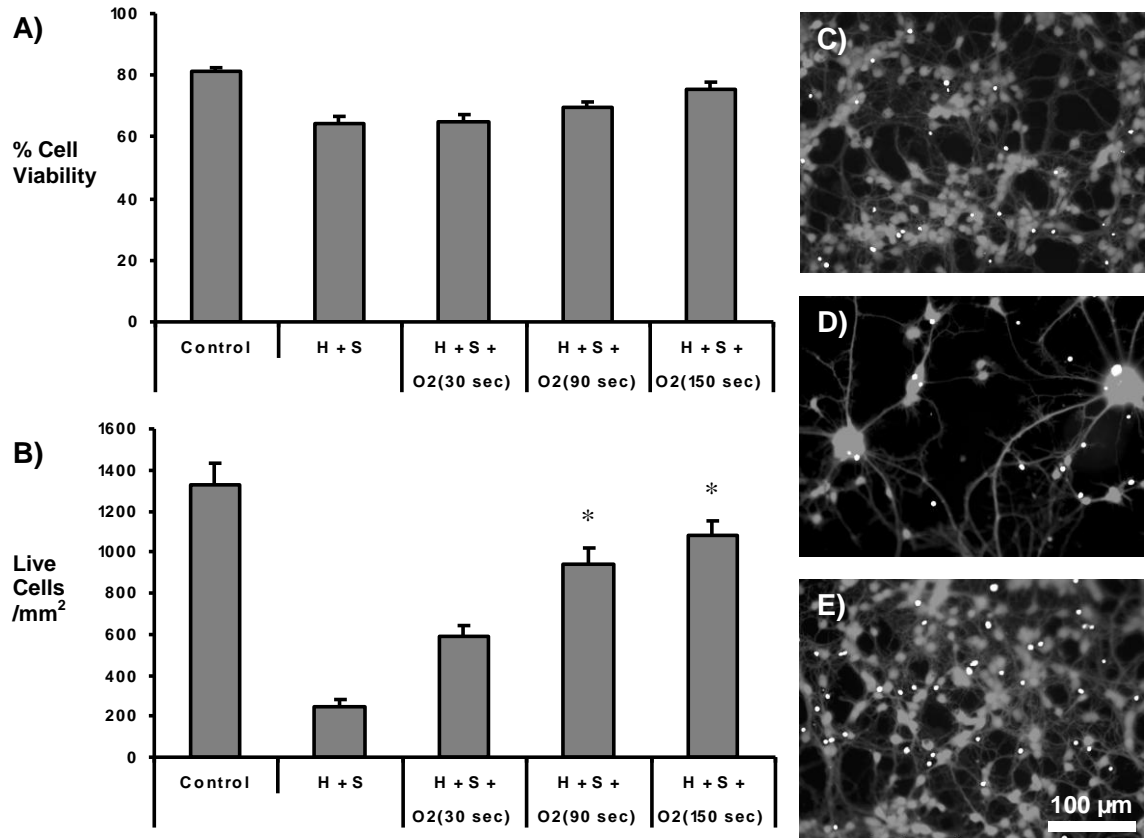 A)
100
80
60
40
20
0
% Cell
Viability
Control
H + S
H + S +
O2(30 sec)
H + S +
O2(90 sec)
H + S +
O2(150 sec)
B)
1600
1400
1200
1000
800
600
400
200
0
Live
Cells
/mm²
*
*
Control
H + S
H + S +
O2(30 sec)
H + S +
O2(90 sec)
H + S +
O2(150 sec)
C)
D)
E)
100 µm